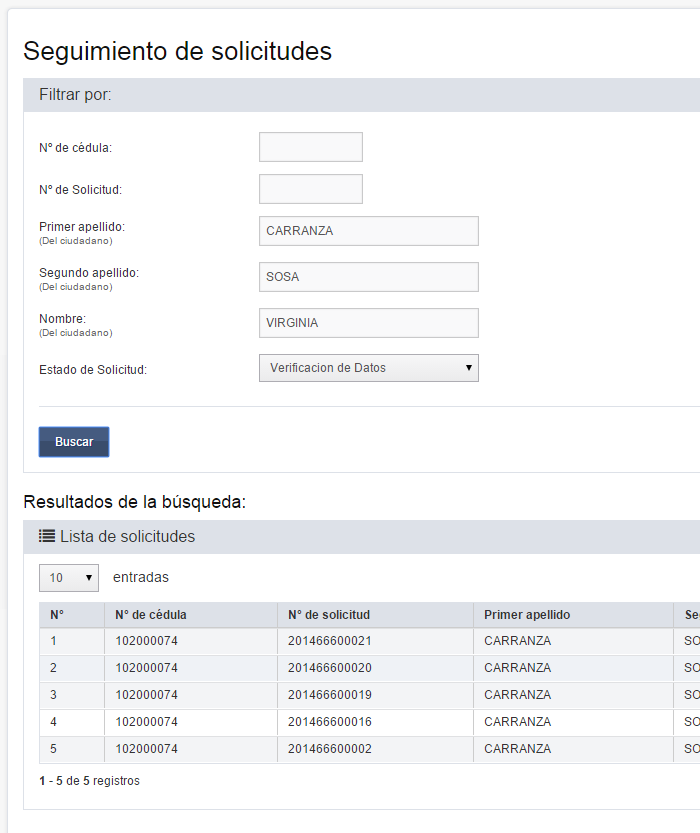 Seguimiento de solicitudes
Filtrar por:
Nº de cédula:
Nº de Solicitud:
Primer apellido: CARRANZA
(Del ciudadano)
Segundo apellido: SOSA
(Del ciudadano)
Nombre: VIRGINIA
(Del ciudadano)
Estado de Solicitud: Verificacion de Datos
Buscar
Resultados de la búsqueda:
Lista de solicitudes
10 entradas
N° N° de cédula N° de solicitud Primer apellido Se
1 102000074 201466600021 CARRANZA SO
2 102000074 201466600020 CARRANZA SO
3 102000074 201466600019 CARRANZA SO
4 102000074 201466600016 CARRANZA SO
5 102000074 201466600002 CARRANZA SO
1 - 5 de 5 registros